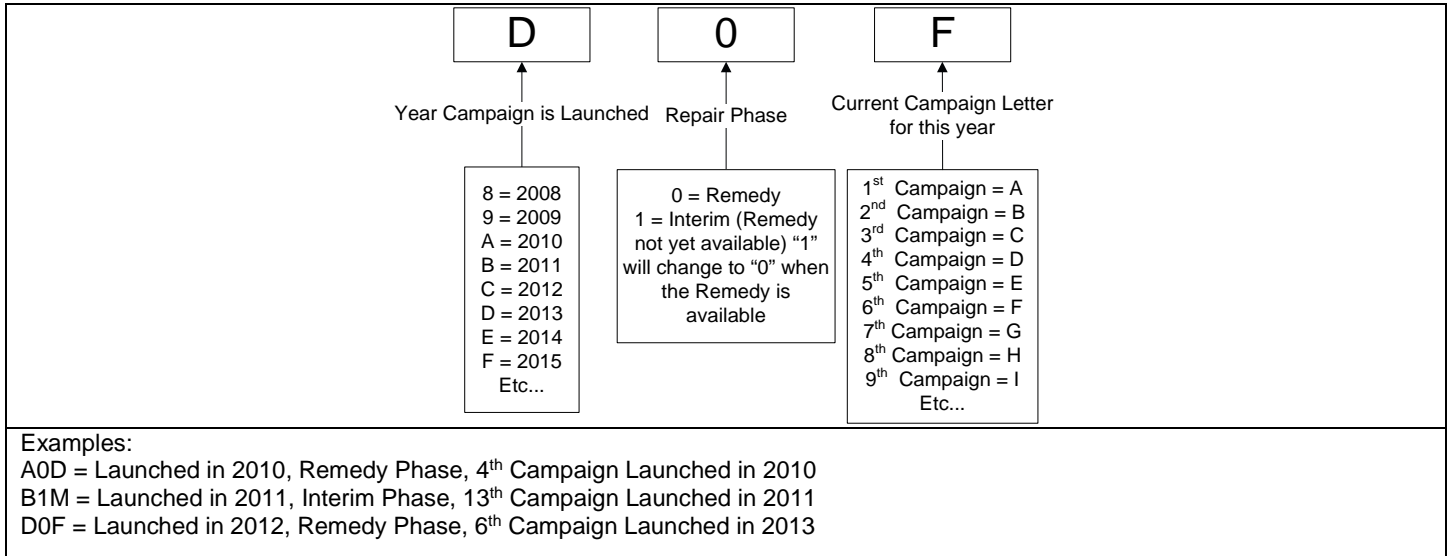 D
0
F
Year Campaign is Launched
Repair Phase
Current Campaign Letter
for this year
8 = 2008
9 = 2009
A = 2010
B = 2011
C = 2012
D = 2013
E = 2014
F = 2015
Etc...
0 = Remedy
1 = Interim (Remedy
not yet available) “1”
will change to “0” when
the Remedy is
available
1st Campaign = A
2nd Campaign = B
3rd Campaign = C
4th Campaign = D
5th Campaign = E
6th Campaign = F
7th Campaign = G
8th Campaign = H
9th Campaign = I
Etc...
Examples:
A0D = Launched in 2010, Remedy Phase, 4th Campaign Launched in 2010
B1M = Launched in 2011, Interim Phase, 13th Campaign Launched in 2011
D0F = Launched in 2012, Remedy Phase, 6th Campaign Launched in 2013